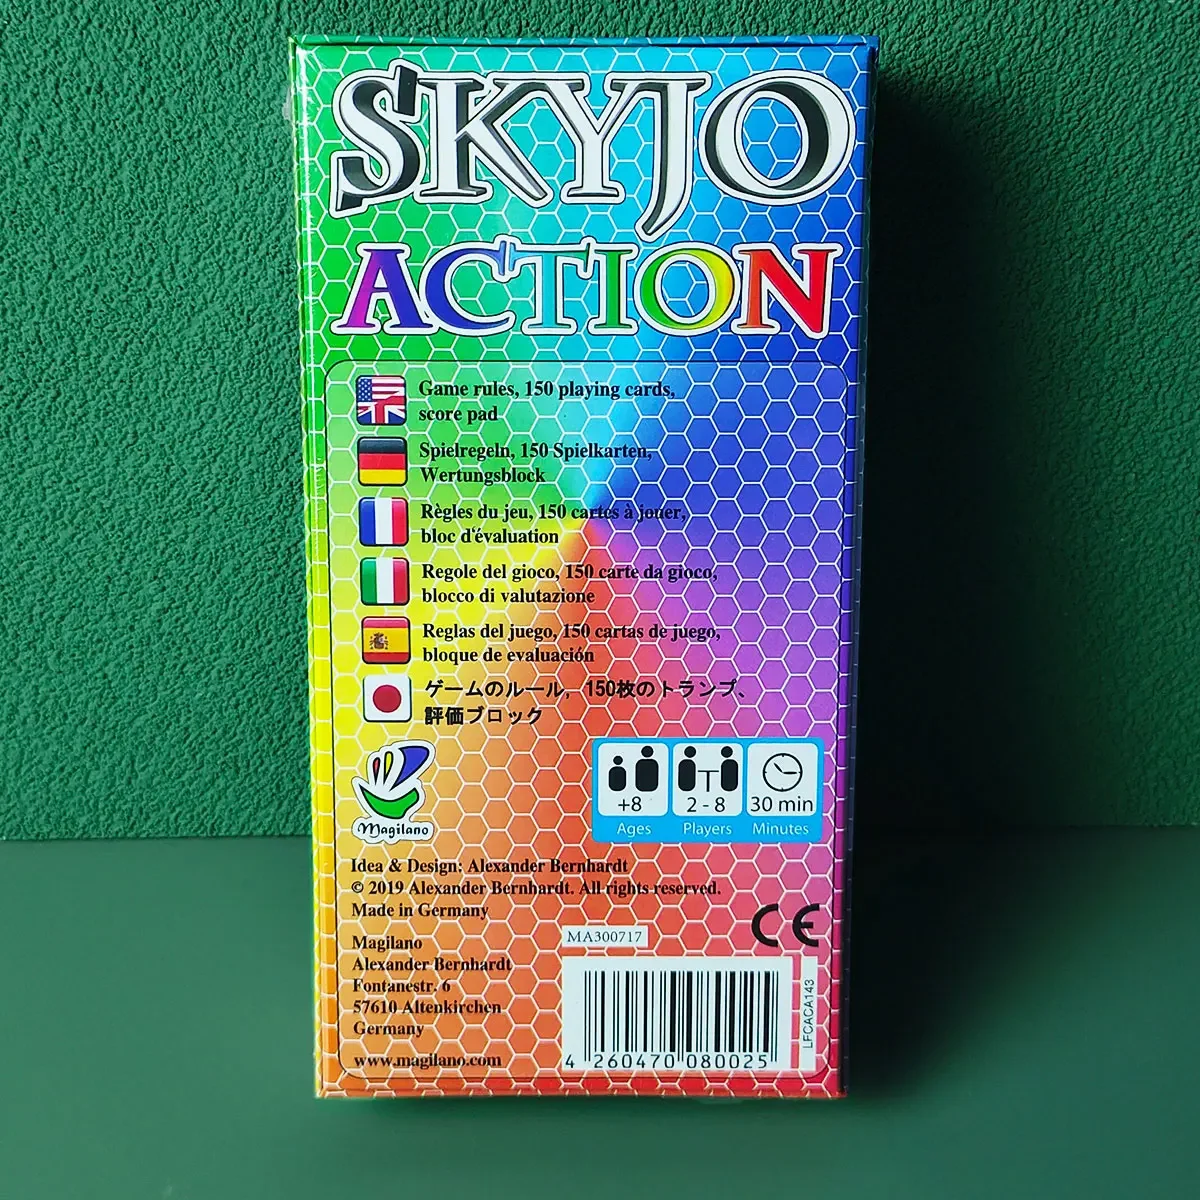 SKYJO
ACTION
Game rules, 150 playing cards,
score pad
Spielregeln, 150 Spielkarten,
Wertungsblock
Règles du jeu, 150 cartes à jouer,
bloc d'évaluation
Regole del gioco, 150 carte da gioco,
blocco di valutazione
Reglas del juego, 150 cartas de juego,
bloque de evaluación
ゲームのルール, 150枚のトランプ、
評価ブロック
Magilano
+8
2 - 8
30 min
Ages
Players
Minutes
Idea & Design: Alexander Bernhardt
© 2019 Alexander Bernhardt. All rights reserved.
Made in Germany
CE
Magilano
Alexander Bernhardt
Fontanestr. 6
57610 Altenkirchen
Germany
www.magilano.com
MA300717
4 260470 080025
LFCACA143